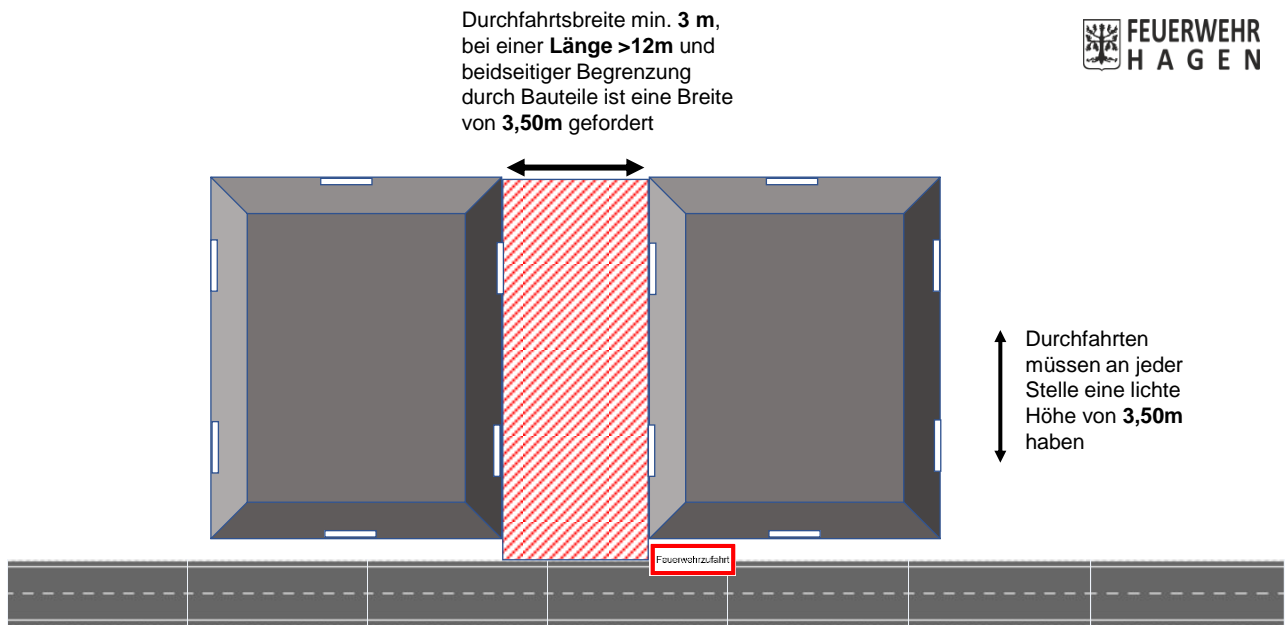 Durchfahrtsbreite min. 3 m,
bei einer Länge >12m und
beidseitiger Begrenzung
durch Bauteile ist eine Breite
von 3,50m gefordert
FEUERWEHR
HAGEN
Durchfahrten
müssen an jeder
Stelle eine lichte
Höhe von 3,50m
haben
Feuerwehrzufahrt